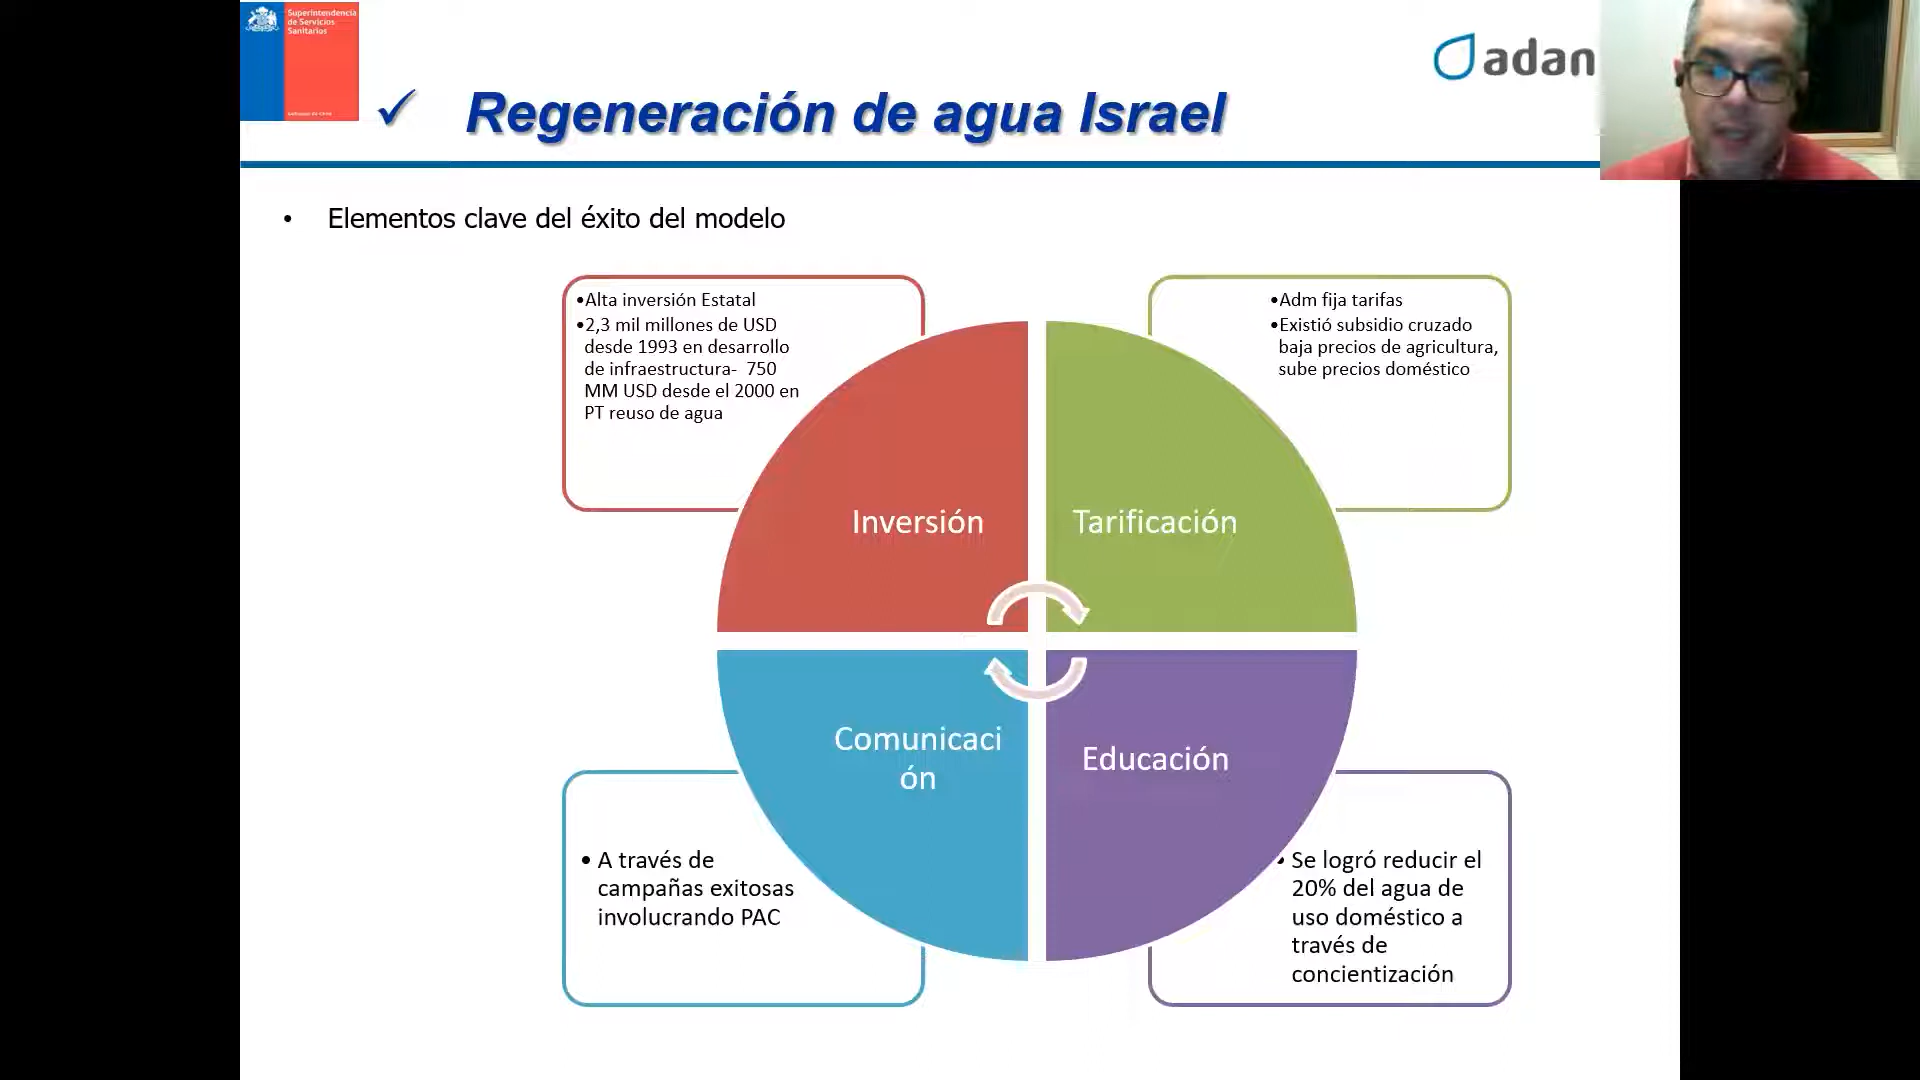 Superintendencia
de Servicios
Sanitarios
Gobierno de Chile
adan
✓ Regeneración de agua Israel
• Elementos clave del éxito del modelo
•Alta inversión Estatal
•2,3 mil millones de USD
desde 1993 en desarrollo
de infraestructura- 750
MM USD desde el 2000 en
PT reuso de agua
•Adm fija tarifas
•Existió subsidio cruzado
baja precios de agricultura,
sube precios doméstico
Inversión
Tarificación
Comunicaci
ón
Educación
• A través de
campañas exitosas
involucrando PAC
• Se logró reducir el
20% del agua de
uso doméstico a
través de
concientización